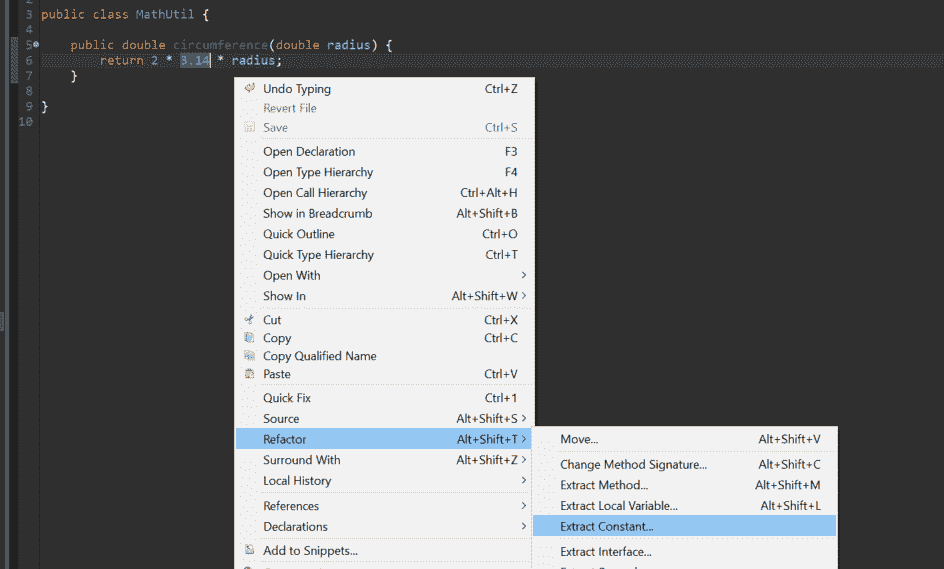 3 public class MathUtil {
4
5 public double circumference(double radius) {
6 return 2 * 3.14 * radius;
7 }
8
9 }
10
Undo Typing Ctrl+Z
Revert File
Save Ctrl+S
Open Declaration F3
Open Type Hierarchy F4
Open Call Hierarchy Ctrl+Alt+H
Show in Breadcrumb Alt+Shift+B
Quick Outline Ctrl+O
Quick Type Hierarchy Ctrl+T
Open With >
Show In Alt+Shift+W >
Cut Ctrl+X
Copy Ctrl+C
Copy Qualified Name
Paste Ctrl+V
Quick Fix Ctrl+1
Source Alt+Shift+S >
Refactor Alt+Shift+T >
Surround With Alt+Shift+Z >
Local History >
References >
Declarations >
Add to Snippets...
Move... Alt+Shift+V
Change Method Signature... Alt+Shift+C
Extract Method... Alt+Shift+M
Extract Local Variable... Alt+Shift+L
Extract Constant...
Extract Interface...